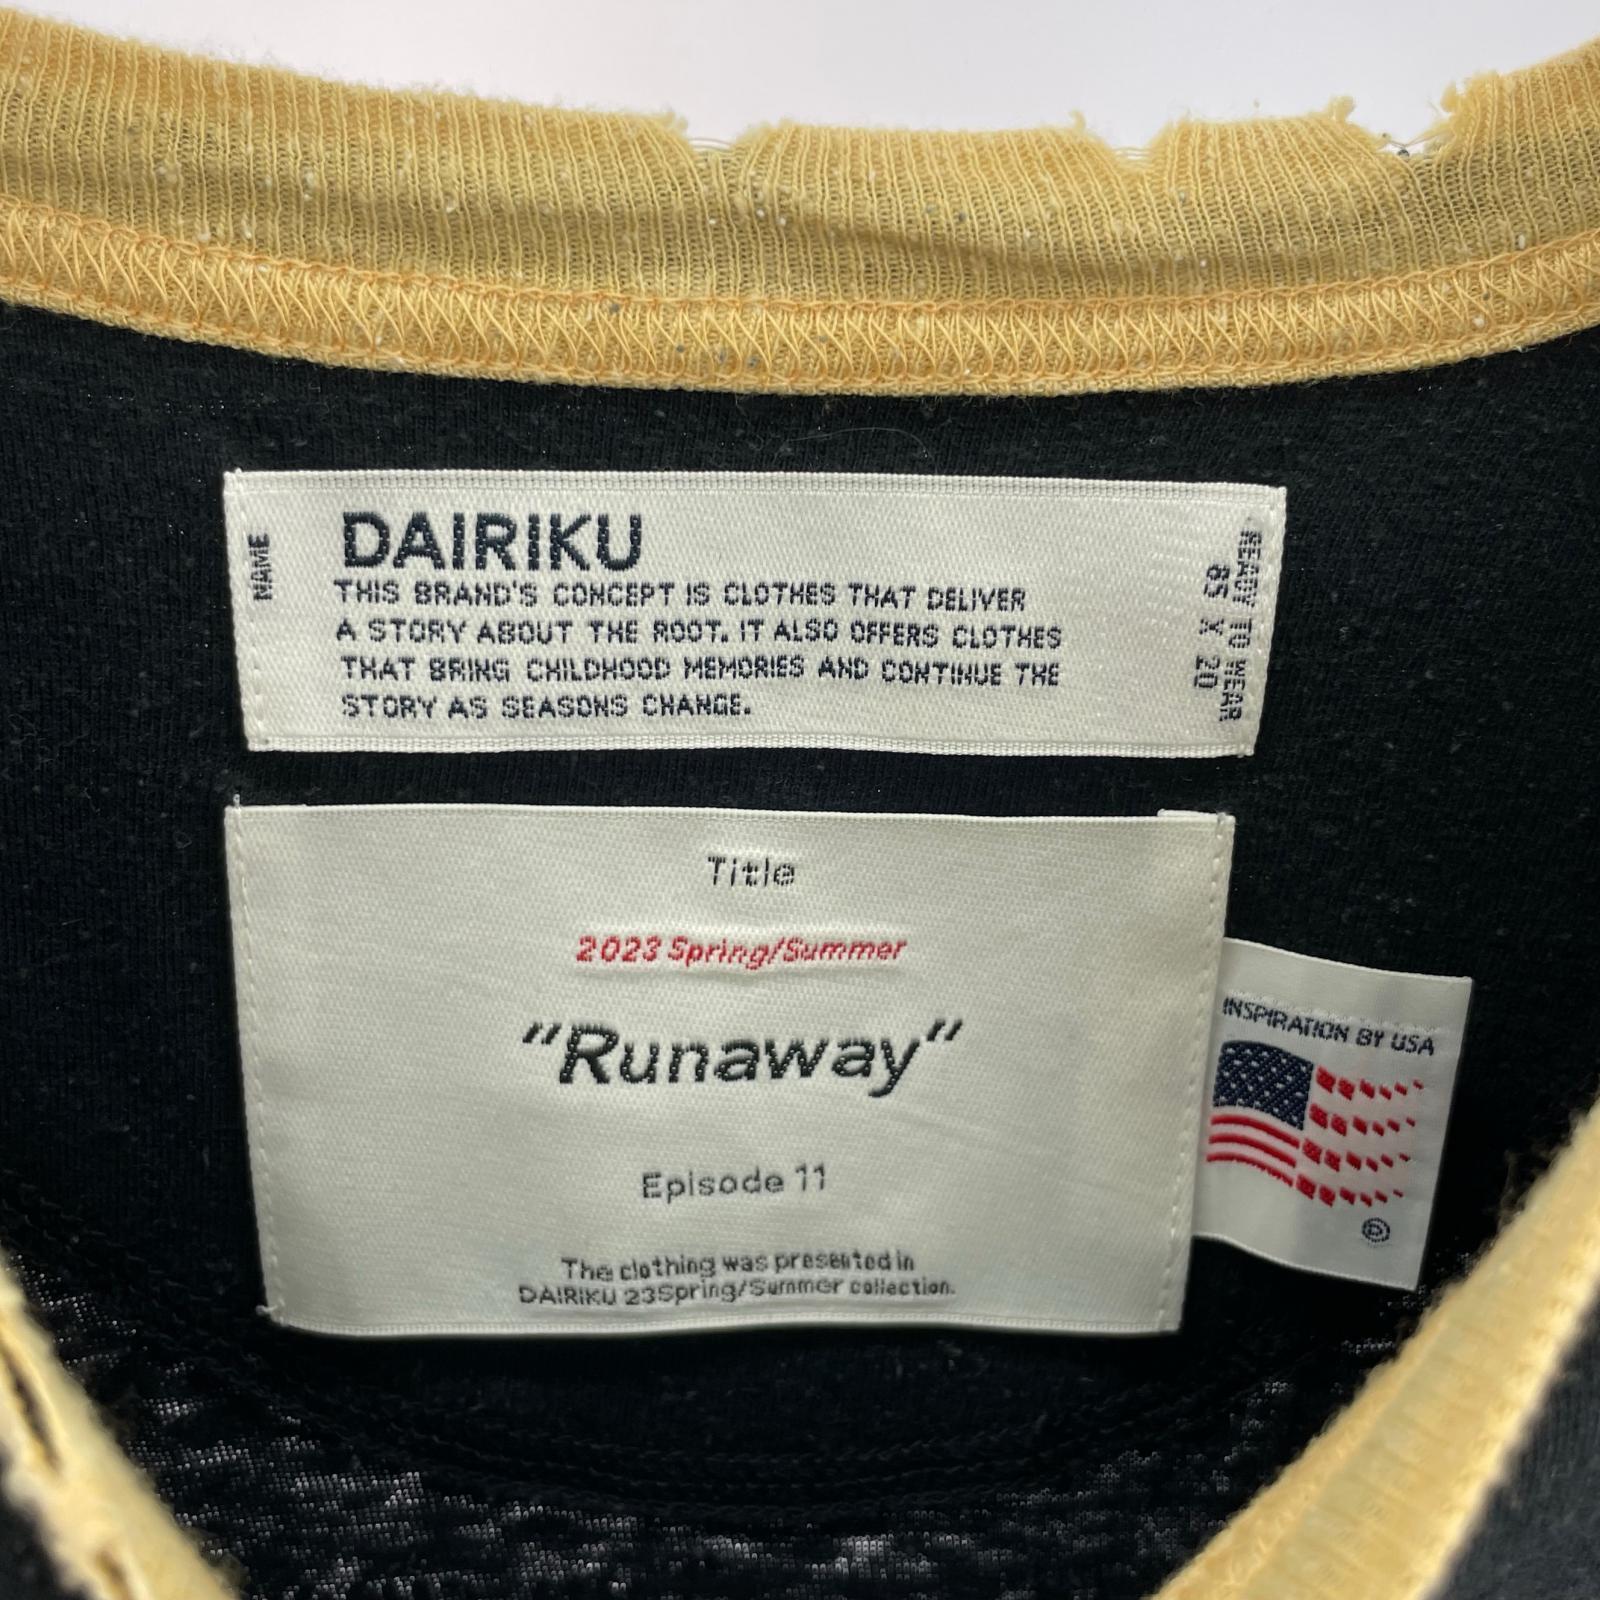 NAME
DAIRIKU
THIS BRAND'S CONCEPT IS CLOTHES THAT DELIVER
A STORY ABOUT THE ROOT. IT ALSO OFFERS CLOTHES
THAT BRING CHILDHOOD MEMORIES AND CONTINUE THE
STORY AS SEASONS CHANGE.
READY TO WEAR
85 X 20
Title
2023 Spring/Summer
"Runaway"
Episode 11
The clothing was presented in
DAIRIKU 23Spring/Summer collection.
INSPIRATION BY USA